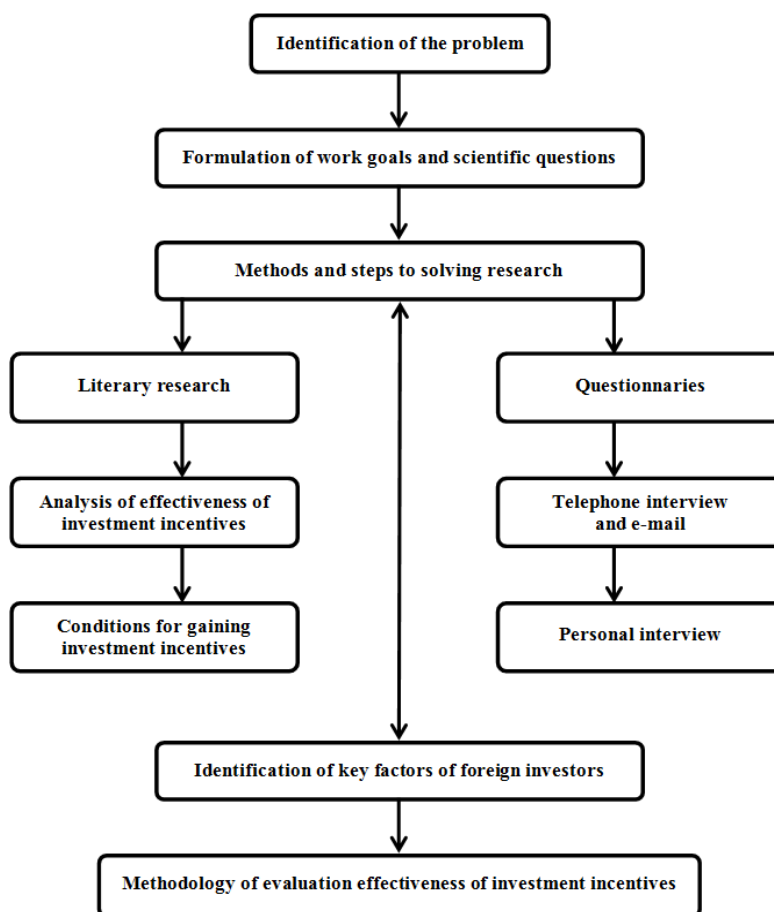 Identification of the problem
Formulation of work goals and scientific questions
Methods and steps to solving research
Literary research
Questionnaries
Analysis of effectiveness of
investment incentives
Telephone interview
and e-mail
Conditions for gaining
investment incentives
Personal interview
Identification of key factors of foreign investors
Methodology of evaluation effectiveness of investment incentives